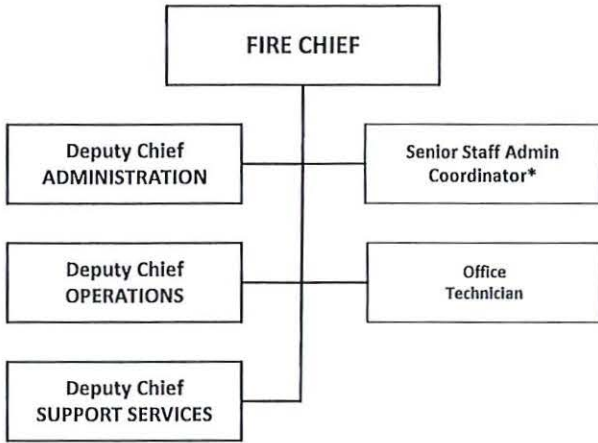 FIRE CHIEF
Deputy Chief
ADMINISTRATION
Senior Staff Admin
Coordinator*
Deputy Chief
OPERATIONS
Office
Technician
Deputy Chief
SUPPORT SERVICES